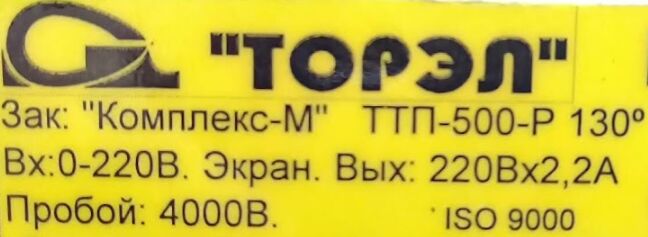 "ТОРЭЛ"
Зак: "Комплекс-М" ТТП-500-Р 130º
Вх:0-220В. Экран. Вых: 220Вх2,2А
Пробой: 4000В. ISO 9000